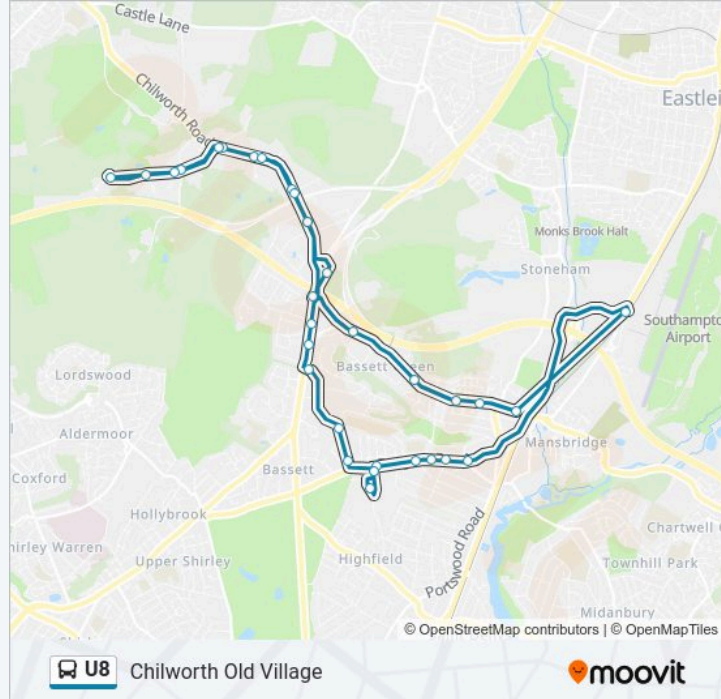 Castle Lane
Chilworth Road
Eastlei
Monks Brook Halt
Stoneham
Southampto
Airport
Lordswood
Bassett Green
Aldermoor
Mansbridge
Coxford
Bassett
Hollybrook
Chartwell G
hirley Warren
Upper Shirley
Highfield
Portswood Road
Townhill Park
Midanbury
© OpenStreetMap contributors | © OpenMapTiles
U8 Chilworth Old Village
moovit